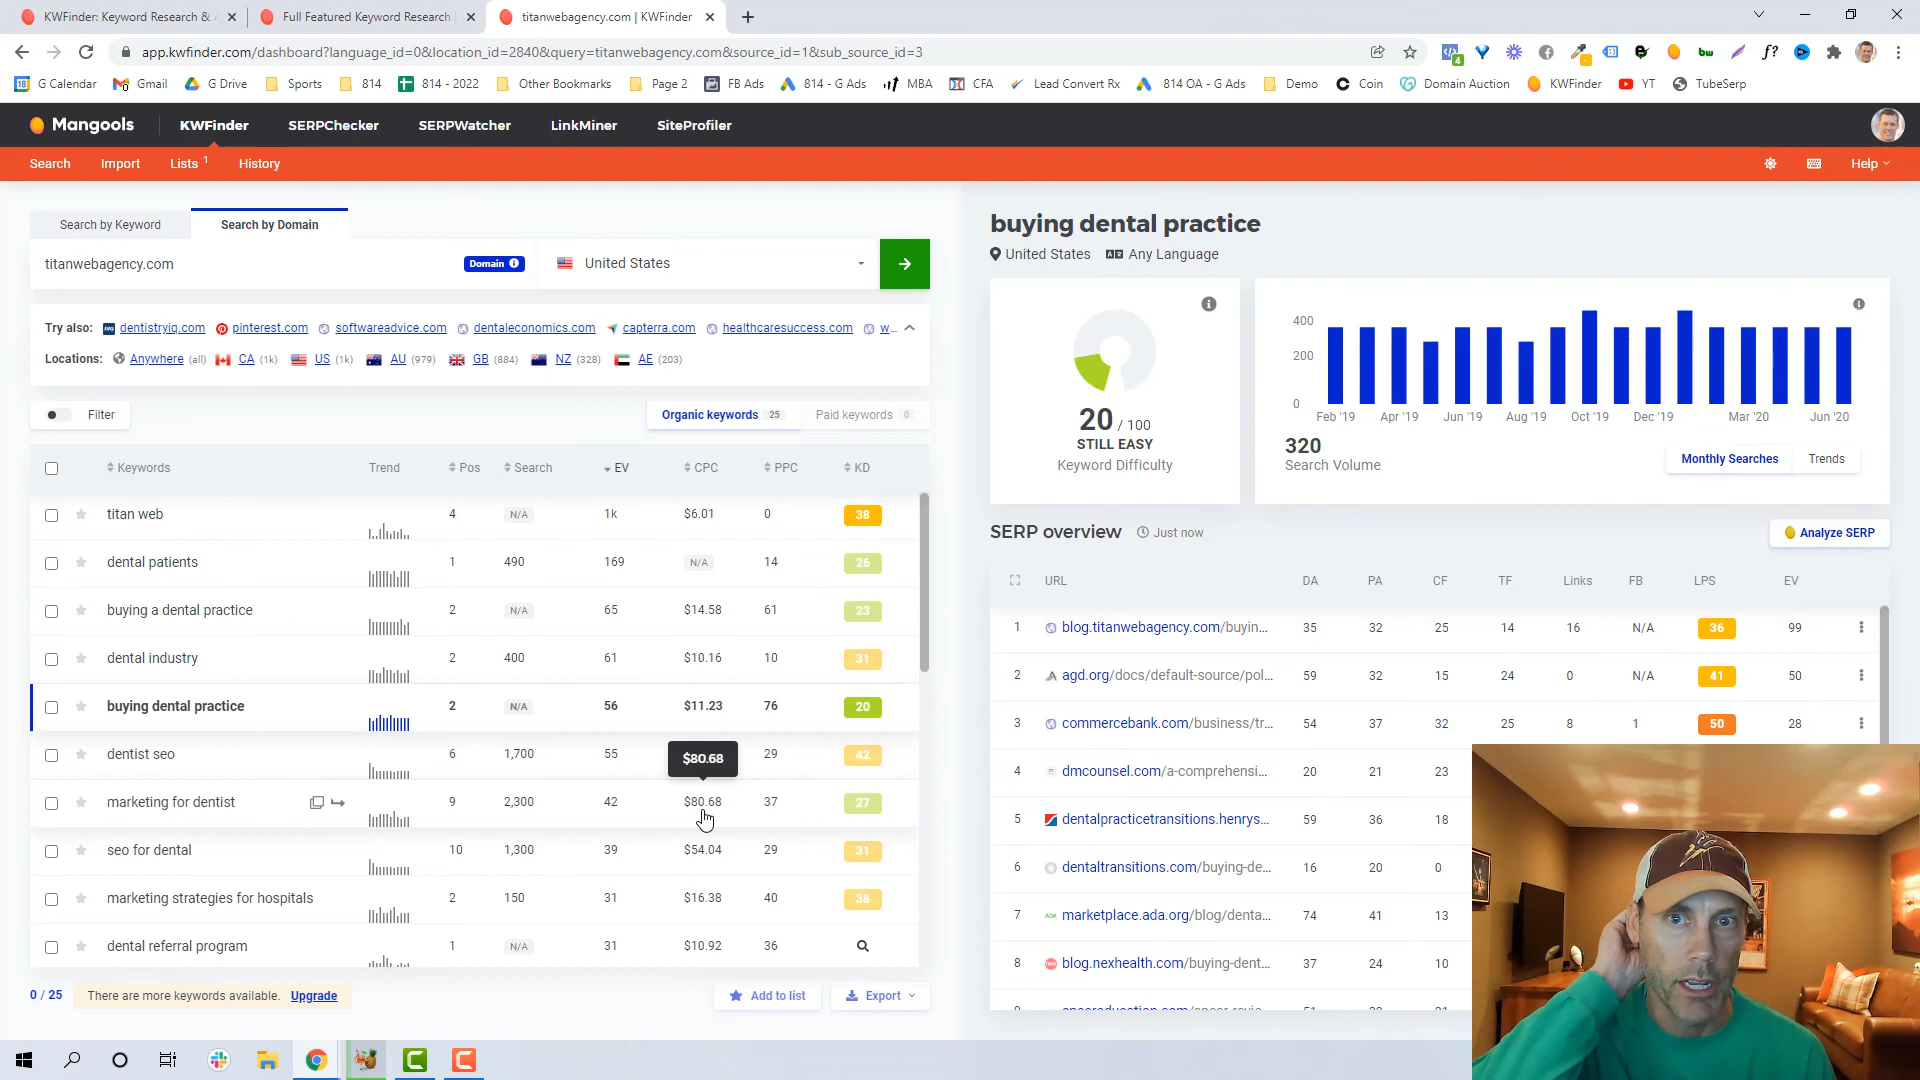 KWFinder: Keyword Research &
Full Featured Keyword Research
titanwebagency.com | KWFinder
app.kwfinder.com/dashboard?language_id=0&location_id=2840&query=titanwebagency.com&source_id=1&sub_source_id=3
G Calendar Gmail G Drive Sports 814 814 - 2022 Other Bookmarks Page 2 FB Ads 814 - G Ads MBA CFA Lead Convert Rx 814 OA - G Ads Demo Coin Domain Auction KWFinder YT TubeSerp
Mangools KWFinder SERPChecker SERPWatcher LinkMiner SiteProfiler
Search Import Lists 1 History Help
Search by Keyword Search by Domain
titanwebagency.com Domain United States
Try also: dentistryiq.com pinterest.com softwareadvice.com dentaleconomics.com capterra.com healthcaresuccess.com w...
Locations: Anywhere (all) CA (1k) US (1k) AU (979) GB (884) NZ (328) AE (203)
Filter Organic keywords 25 Paid keywords 0
Keywords Trend Pos Search EV CPC PPC KD
titan web 4 N/A 1k $6.01 0 38
dental patients 1 490 169 N/A 14 26
buying a dental practice 2 N/A 65 $14.58 61 23
dental industry 2 400 61 $10.16 10 31
buying dental practice 2 N/A 56 $11.23 76 20
dentist seo 6 1,700 55 29 42
$80.68
marketing for dentist 9 2,300 42 $80.68 37 27
seo for dental 10 1,300 39 $54.04 29 31
marketing strategies for hospitals 2 150 31 $16.38 40 38
dental referral program 1 N/A 31 $10.92 36
0 / 25 There are more keywords available. Upgrade Add to list Export
buying dental practice
United States Any Language
20 / 100
STILL EASY
Keyword Difficulty
400
200
0
Feb '19 Apr '19 Jun '19 Aug '19 Oct '19 Dec '19 Mar '20 Jun '20
320
Search Volume
Monthly Searches Trends
SERP overview Just now Analyze SERP
URL DA PA CF TF Links FB LPS EV
1 blog.titanwebagency.com/buyin... 35 32 25 14 16 N/A 36 99
2 agd.org/docs/default-source/pol... 59 32 15 24 0 N/A 41 50
3 commercebank.com/business/tr... 54 37 32 25 8 1 50 28
4 dmcounsel.com/a-comprehensi... 20 21 23
5 dentalpracticetransitions.henrys... 59 36 18
6 dentaltransitions.com/buying-de... 16 20 0
7 marketplace.ada.org/blog/denta... 74 41 13
8 blog.nexhealth.com/buying-dent... 37 24 10